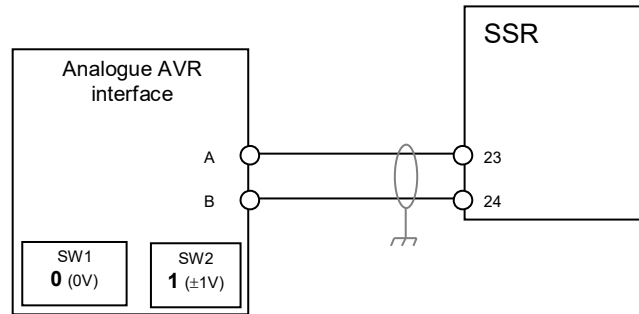 SSR
Analogue AVR
interface
A
23
B
24
SW1
0 (0V)
SW2
1 (±1V)